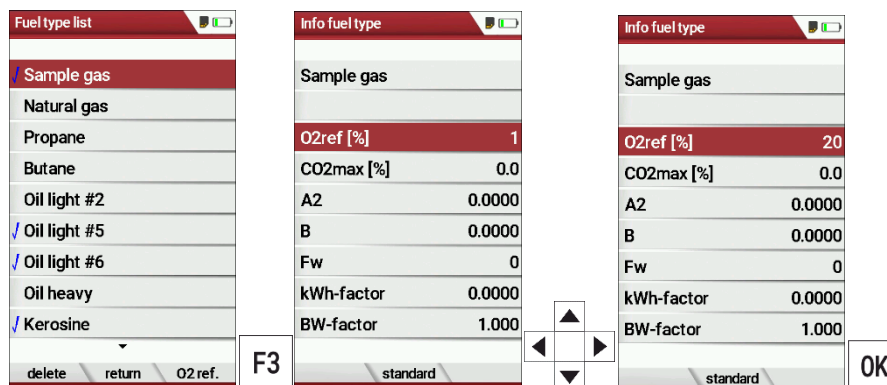 Fuel type list
Sample gas
Natural gas
Propane
Butane
Oil light #2
Oil light #5
Oil light #6
Oil heavy
Kerosine
delete return O2 ref.
F3
Info fuel type
Sample gas
O2ref [%] 1
CO2max [%] 0.0
A2 0.0000
B 0.0000
Fw 0
kWh-factor 0.0000
BW-factor 1.000
standard
Info fuel type
Sample gas
O2ref [%] 20
CO2max [%] 0.0
A2 0.0000
B 0.0000
Fw 0
kWh-factor 0.0000
BW-factor 1.000
standard
OK